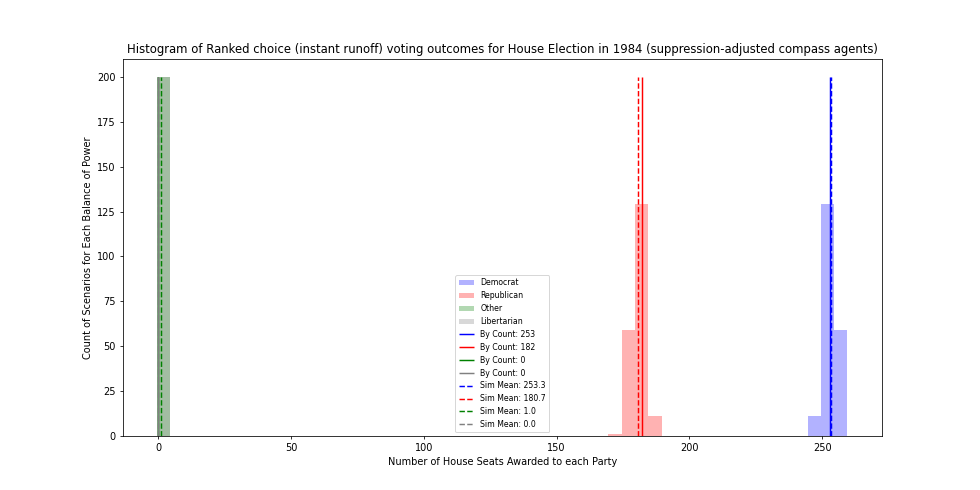 Histogram of Ranked choice (instant runoff) voting outcomes for House Election in 1984 (suppression-adjusted compass agents)
Count of Scenarios for Each Balance of Power
200
175
150
125
100
75
50
25
0
Democrat
Republican
Other
Libertarian
By Count: 253
By Count: 182
By Count: 0
By Count: 0
Sim Mean: 253.3
Sim Mean: 180.7
Sim Mean: 1.0
Sim Mean: 0.0
0 50 100 150 200 250
Number of House Seats Awarded to each Party